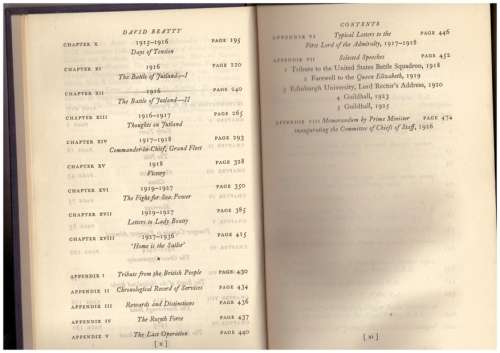 DAVID BEATTY
CHAPTER X 1915–1916 PAGE 195
Days of Tension
CHAPTER XI 1916 PAGE 220
The Battle of Jutland—I
CHAPTER XII 1916 PAGE 240
The Battle of Jutland—II
CHAPTER XIII 1916–1917 PAGE 265
Thoughts on Jutland
CHAPTER XIV 1917–1918 PAGE 293
Commander-in-Chief, Grand Fleet
CHAPTER XV 1918 PAGE 328
Victory
CHAPTER XVI 1919–1927 PAGE 350
The Fight for Sea Power
CHAPTER XVII 1919–1927 PAGE 385
Letters to Lady Beatty
CHAPTER XVIII 1927–1936 PAGE 415
'Home is the Sailor'
APPENDIX I Tribute from the British People PAGE 430
APPENDIX II Chronological Record of Services PAGE 434
APPENDIX III Rewards and Distinctions PAGE 436
APPENDIX IV The Rosyth Force PAGE 437
APPENDIX V The Last Operation PAGE 440
[ x ]
CONTENTS
APPENDIX VI Typical Letters to the PAGE 446
First Lord of the Admiralty, 1917–1918
APPENDIX VII Selected Speeches PAGE 452
1 Tribute to the United States Battle Squadron, 1918
2 Farewell to the Queen Elizabeth, 1919
3 Edinburgh University, Lord Rector's Address, 1920
4 Guildhall, 1923
5 Guildhall, 1925
APPENDIX VIII Memorandum by Prime Minister PAGE 474
inaugurating the Committee of Chiefs of Staff, 1926
[ xi ]